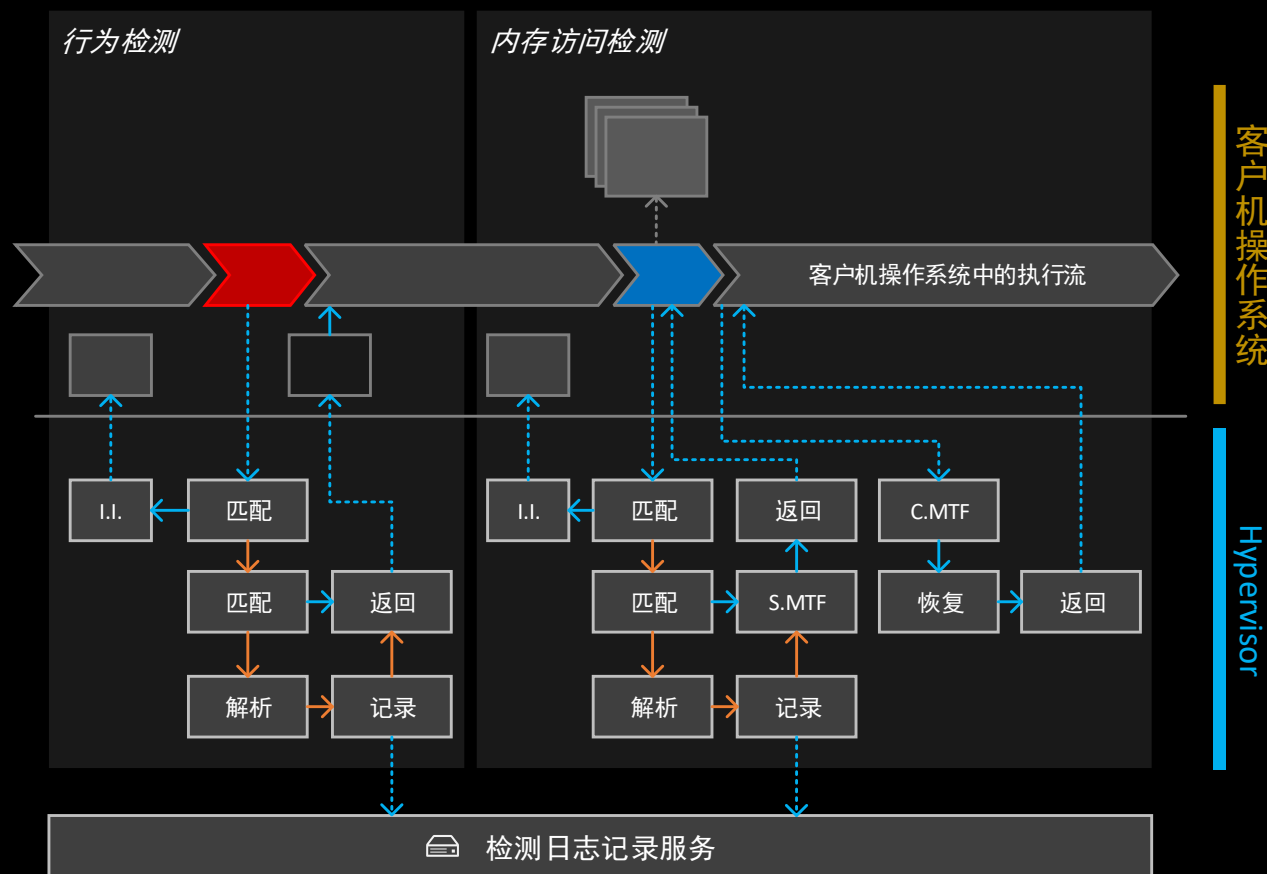 行为检测
内存访问检测
客户机操作系统
客户机操作系统中的执行流
I.I.
匹配
I.I.
匹配
返回
C.MTF
匹配
返回
匹配
S.MTF
恢复
返回
解析
记录
解析
记录
Hypervisor
检测日志记录服务